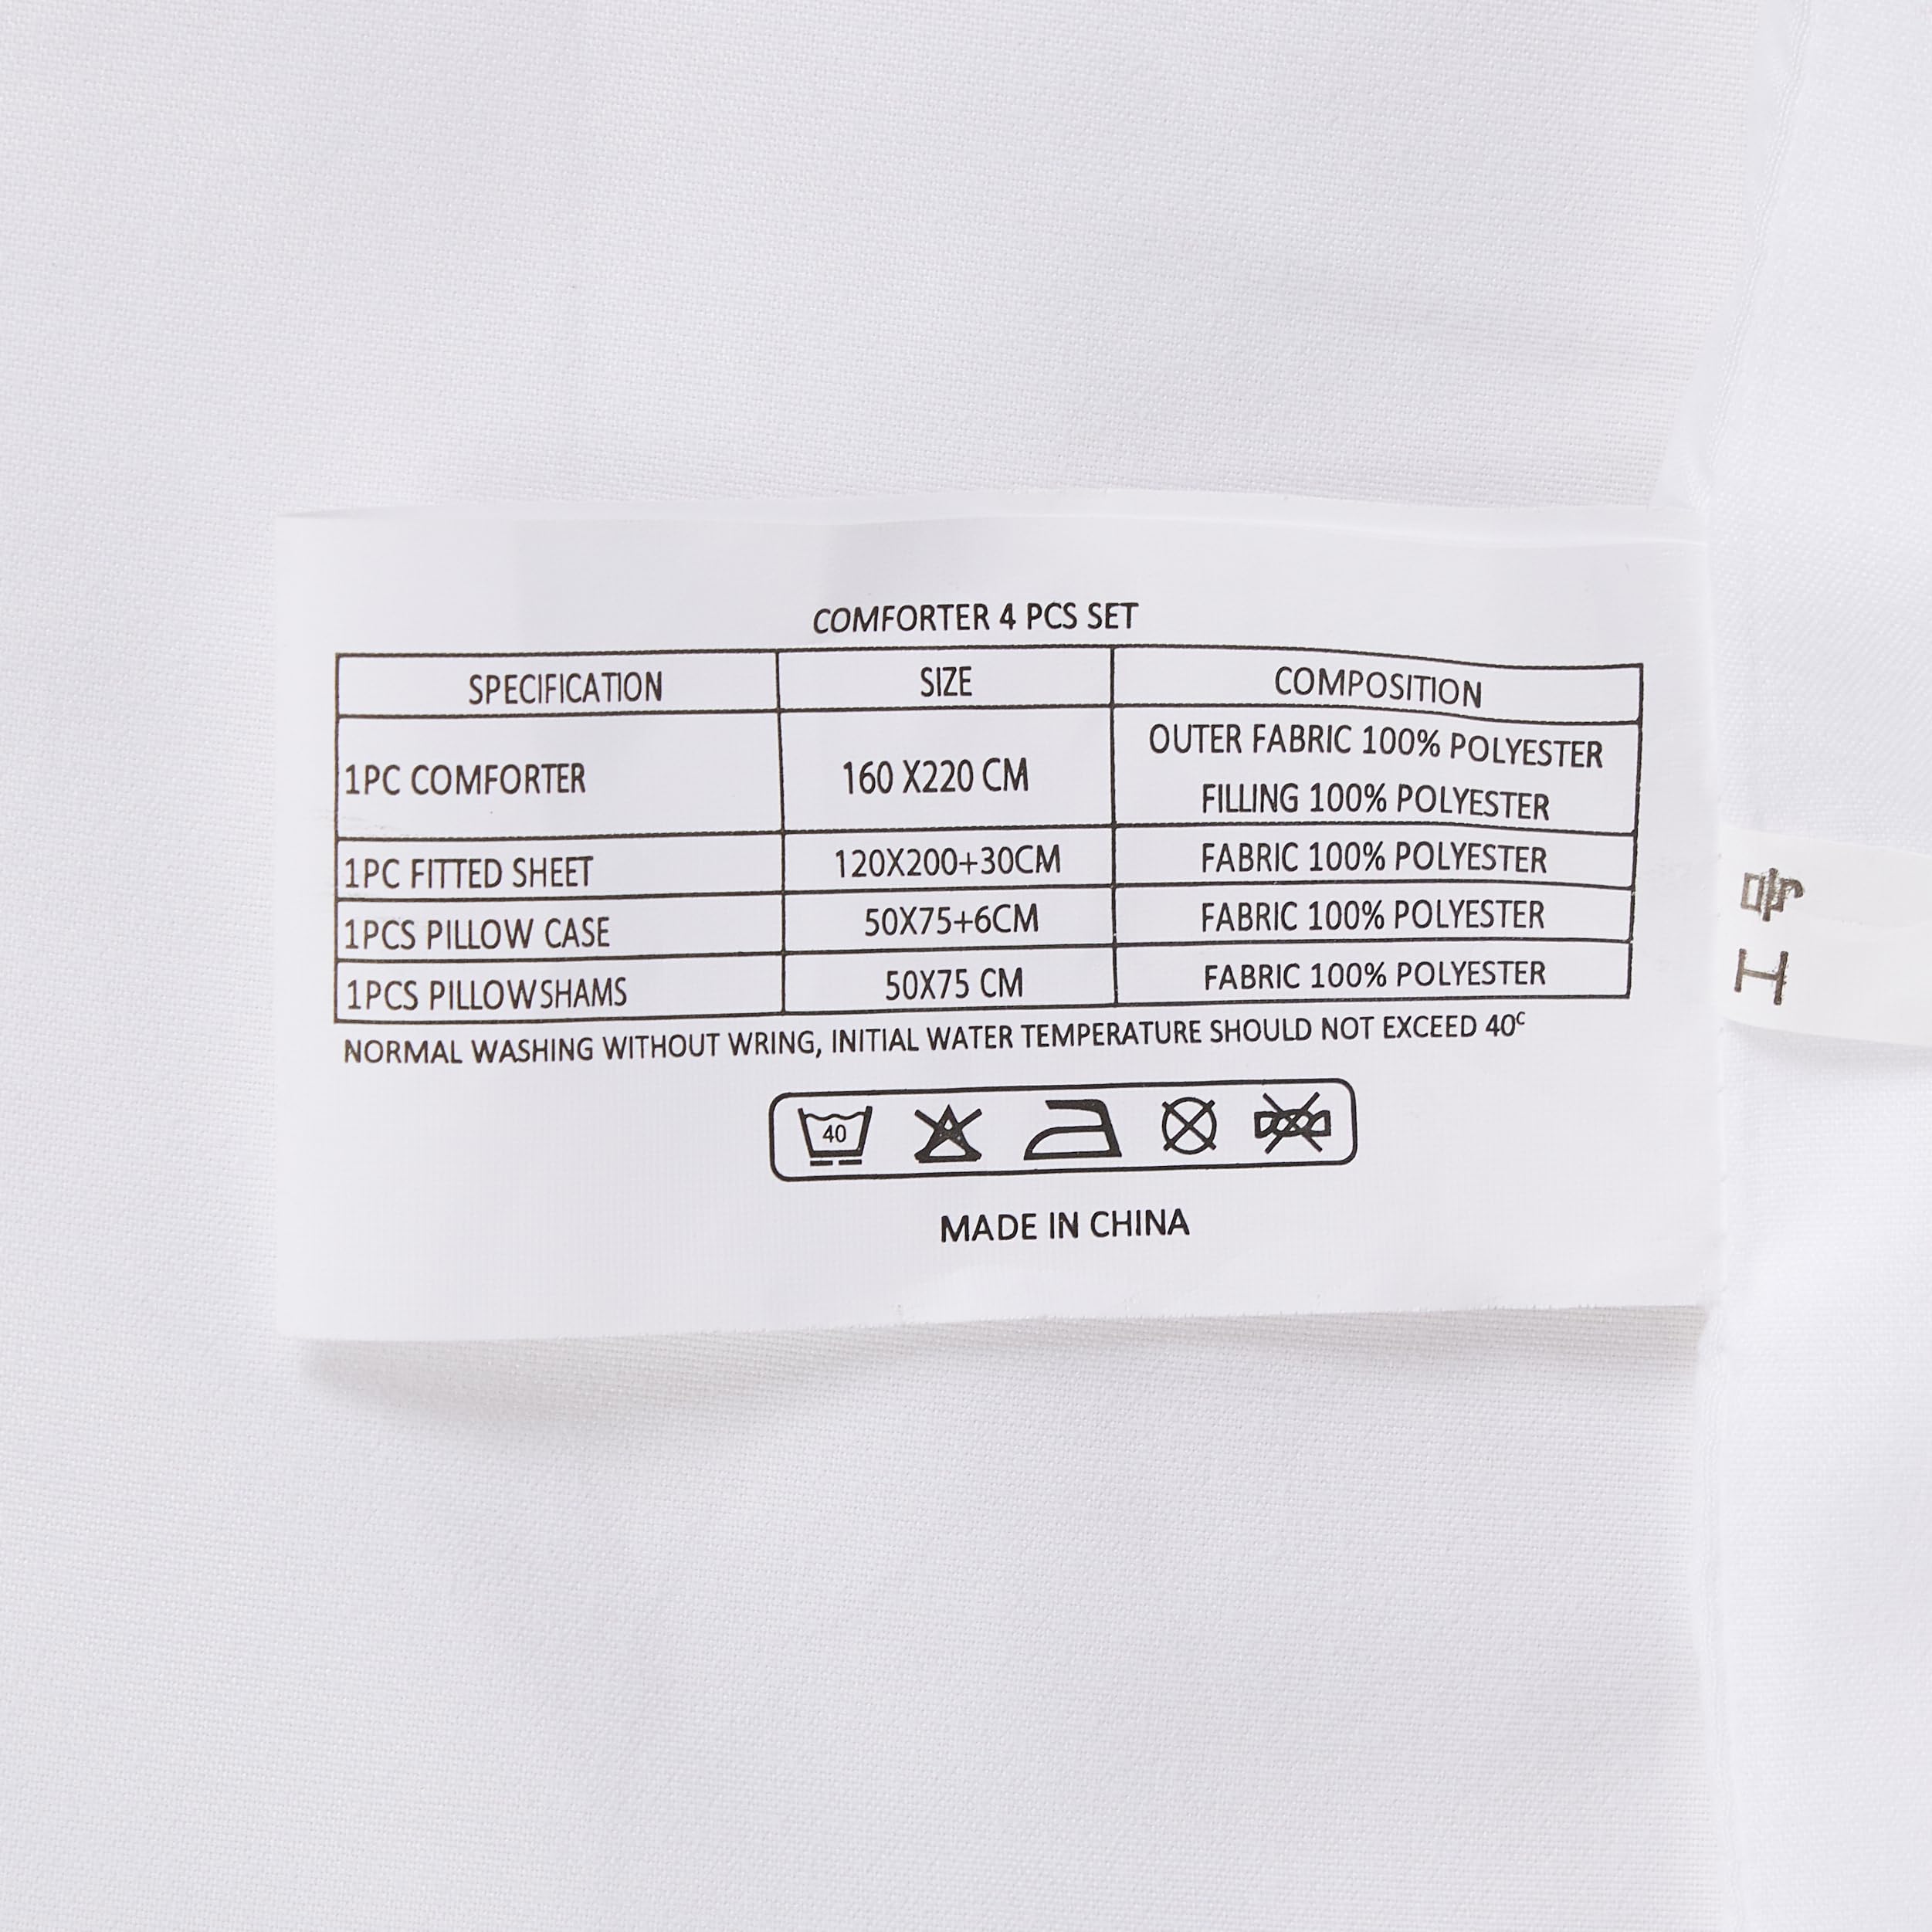 COMFORTER 4 PCS SET
SPECIFICATION SIZE COMPOSITION
1PC COMFORTER 160 X220 CM OUTER FABRIC 100% POLYESTER
FILLING 100% POLYESTER
1PC FITTED SHEET 120X200+30CM FABRIC 100% POLYESTER
1PCS PILLOW CASE 50X75+6CM FABRIC 100% POLYESTER
1PCS PILLOWSHAMS 50X75 CM FABRIC 100% POLYESTER
NORMAL WASHING WITHOUT WRING, INITIAL WATER TEMPERATURE SHOULD NOT EXCEED 40C
40
MADE IN CHINA